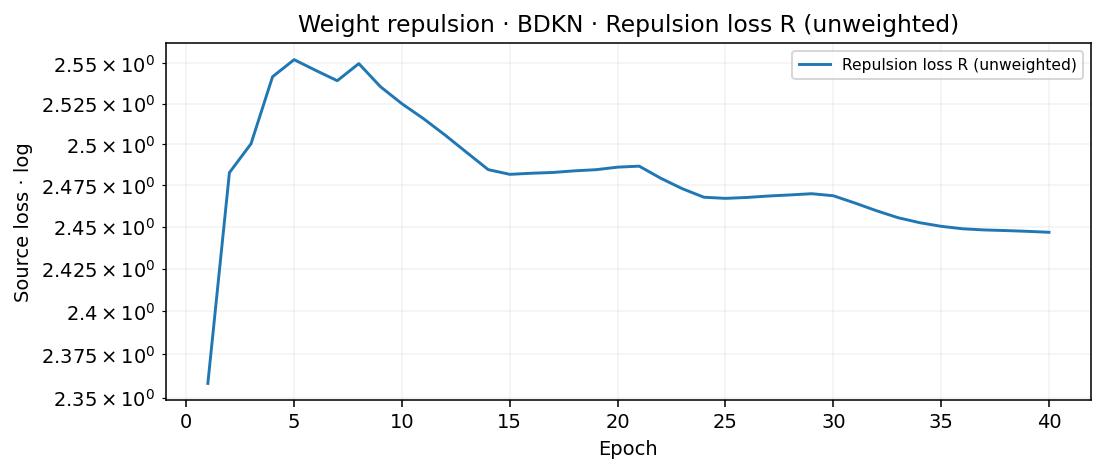 Weight repulsion · BDKN · Repulsion loss R (unweighted)
Repulsion loss R (unweighted)
Source loss · log
2.55 × 10⁰
2.525 × 10⁰
2.5 × 10⁰
2.475 × 10⁰
2.45 × 10⁰
2.425 × 10⁰
2.4 × 10⁰
2.375 × 10⁰
2.35 × 10⁰
0 5 10 15 20 25 30 35 40
Epoch